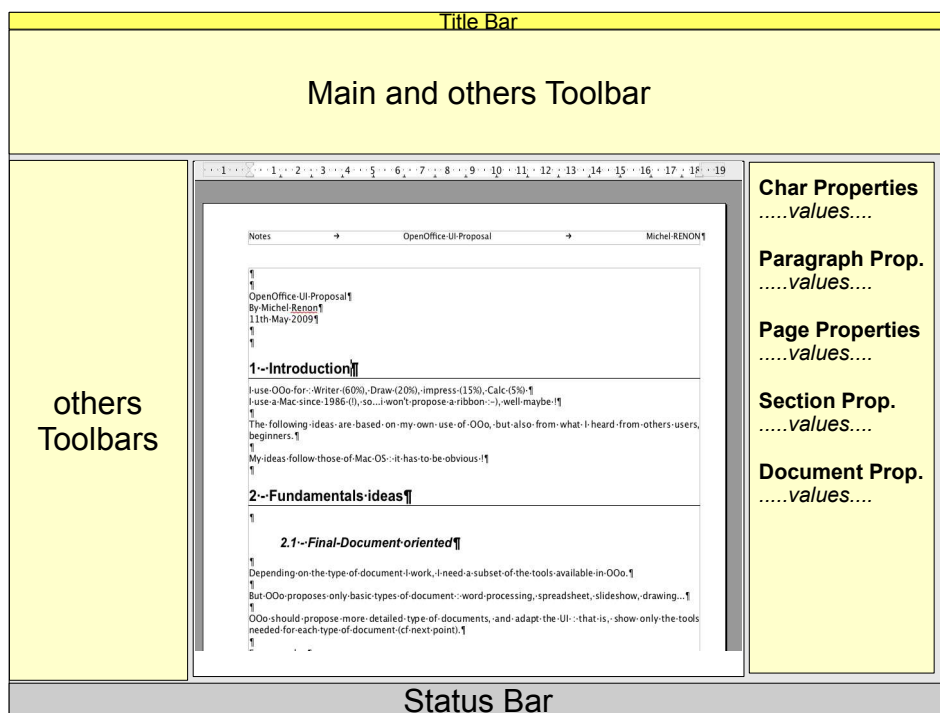 Title Bar
Main and others Toolbar
others
Toolbars
1 1 2 3 4 5 6 7 8 9 10 11 12 13 14 15 16 17 18 19
Notes → OpenOffice·UI·Proposal → Michel·RENON¶
¶
¶
OpenOffice·UI·Proposal¶
By·Michel·Renon¶
11th·May·2009¶
¶
¶
1·-·Introduction¶
I·use·OOo·for·:·Writer·(60%),·Draw·(20%),·impress·(15%),·Calc·(5%)·¶
I·use·a·Mac·since·1986·(!),·so...i·won't·propose·a·ribbon·:-),·well·maybe·!¶
¶
The·following·ideas·are·based·on·my·own·use·of·OOo,·but·also·from·what·I·heard·from·others·users,·
beginners.¶
¶
My·ideas·follow·those·of·Mac·OS·:·it·has·to·be·obvious·!¶
¶
2·-·Fundamentals·ideas¶
¶
2.1·-·Final-Document·oriented¶
¶
Depending·on·the·type·of·document·I·work,·I·need·a·subset·of·the·tools·available·in·OOo.¶
¶
But·OOo·proposes·only·basic·types·of·document·:·word·processing,·spreadsheet,·slideshow,·drawing...¶
¶
OOo·should·propose·more·detailed·type·of·documents,·and·adapt·the·UI·:·that·is,·show·only·the·tools·
needed·for·each·type·of·document·(cf·next·point).¶
¶
Char Properties
.....values....
Paragraph Prop.
.....values....
Page Properties
.....values....
Section Prop.
.....values....
Document Prop.
.....values....
Status Bar